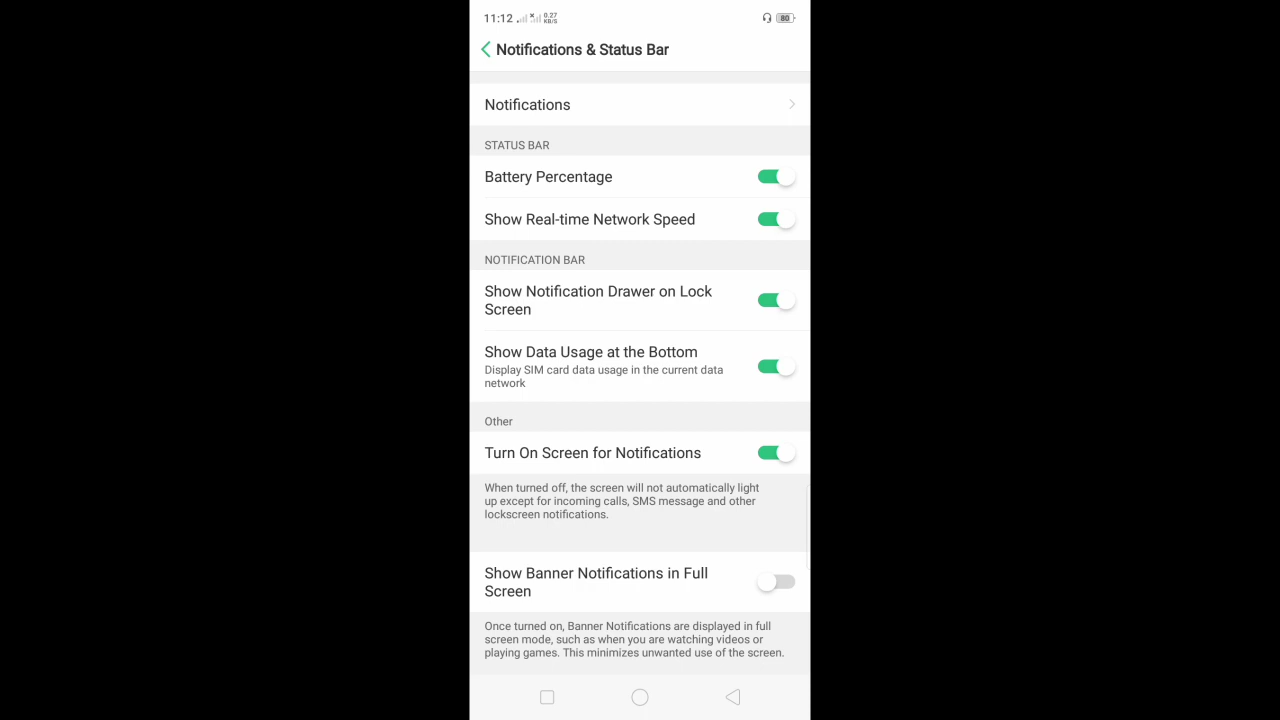 11:12 0.27 KB/S 80
Notifications & Status Bar
Notifications
STATUS BAR
Battery Percentage
Show Real-time Network Speed
NOTIFICATION BAR
Show Notification Drawer on Lock
Screen
Show Data Usage at the Bottom
Display SIM card data usage in the current data
network
Other
Turn On Screen for Notifications
When turned off, the screen will not automatically light
up except for incoming calls, SMS message and other
lockscreen notifications.
Show Banner Notifications in Full
Screen
Once turned on, Banner Notifications are displayed in full
screen mode, such as when you are watching videos or
playing games. This minimizes unwanted use of the screen.